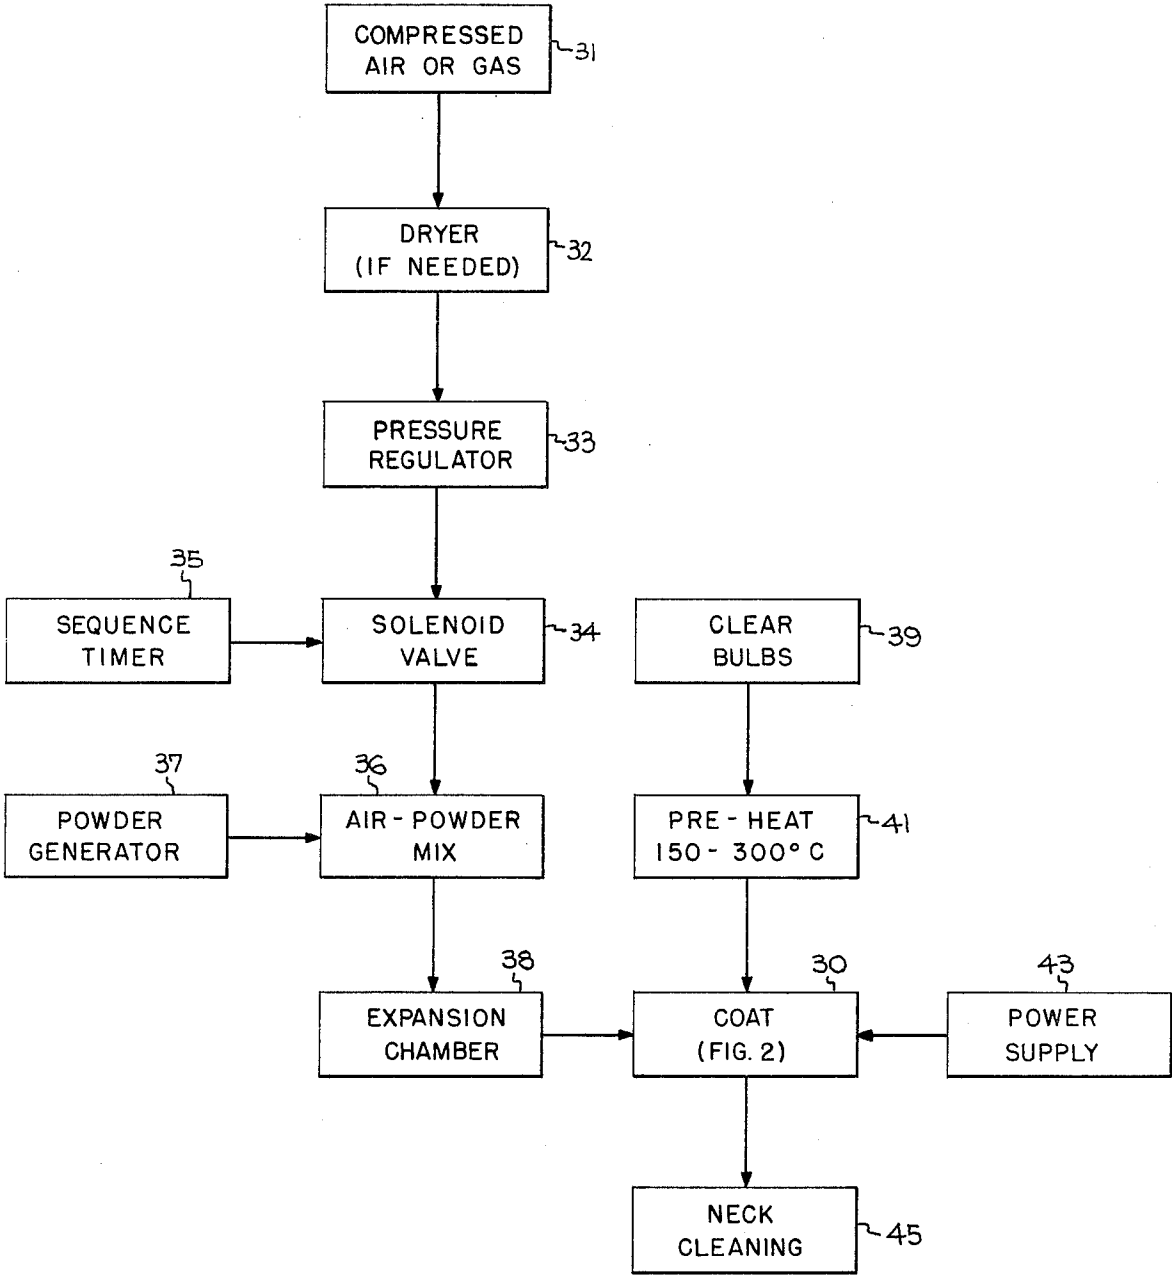 COMPRESSED
AIR OR GAS
31
DRYER
(IF NEEDED)
32
PRESSURE
REGULATOR
33
35
SEQUENCE
TIMER
SOLENOID
VALVE
34
CLEAR
BULBS
39
37
POWDER
GENERATOR
36
AIR-POWDER
MIX
PRE-HEAT
150-300°C
41
38
EXPANSION
CHAMBER
30
COAT
(FIG. 2)
43
POWER
SUPPLY
NECK
CLEANING
45